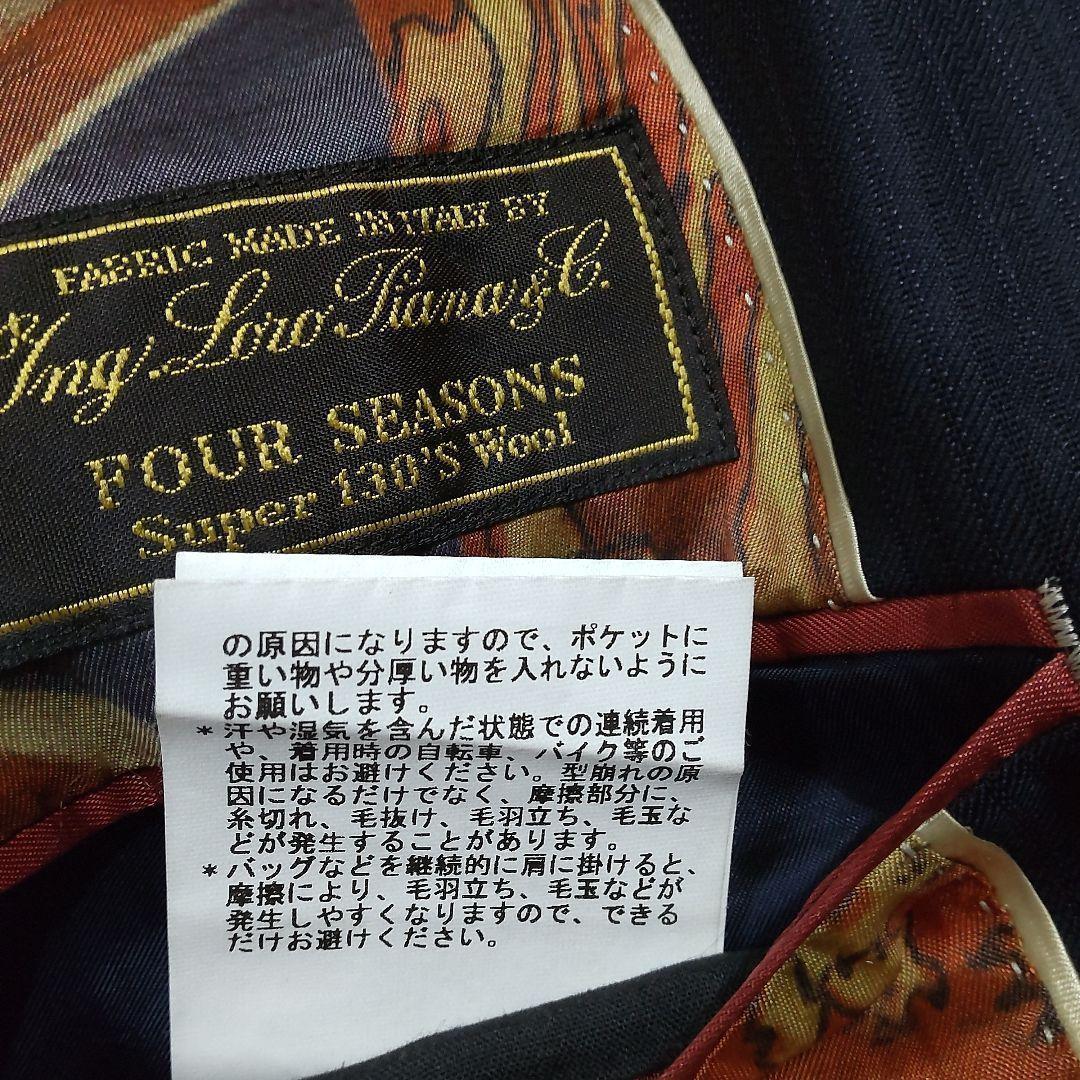 FABRIC MADE IN ITALY BY
Ing. Loro Piana & C.
FOUR SEASONS
Super 130's Wool
の原因になりますので、ポケットに
重い物や分厚い物を入れないように
お願いします。
*汗や湿気を含んだ状態での連続着用
や、着用時の自転車、バイク等のご
使用はお避けください。型崩れの原
因になるだけでなく、摩擦部分に、
糸切れ、毛抜け、毛羽立ち、毛玉な
どが発生することがあります。
*バッグなどを継続的に肩に掛けると、
摩擦により、毛羽立ち、毛玉などが
発生しやすくなりますので、できる
だけお避けください。